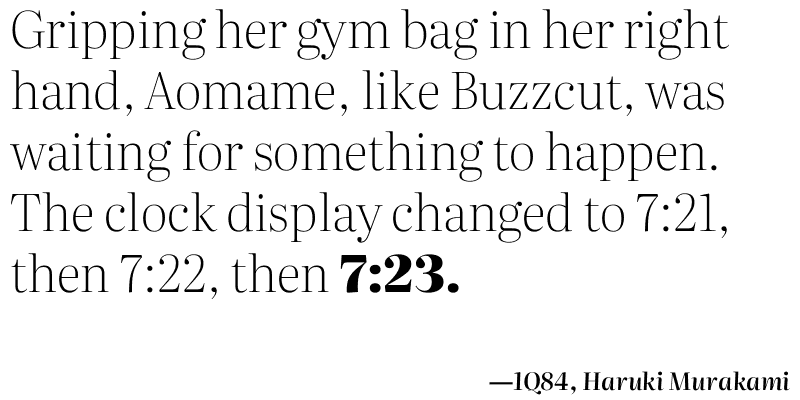 Gripping her gym bag in her right
hand, Aomame, like Buzzcut, was
waiting for something to happen.
The clock display changed to 7:21,
then 7:22, then 7:23.
—1Q84, Haruki Murakami